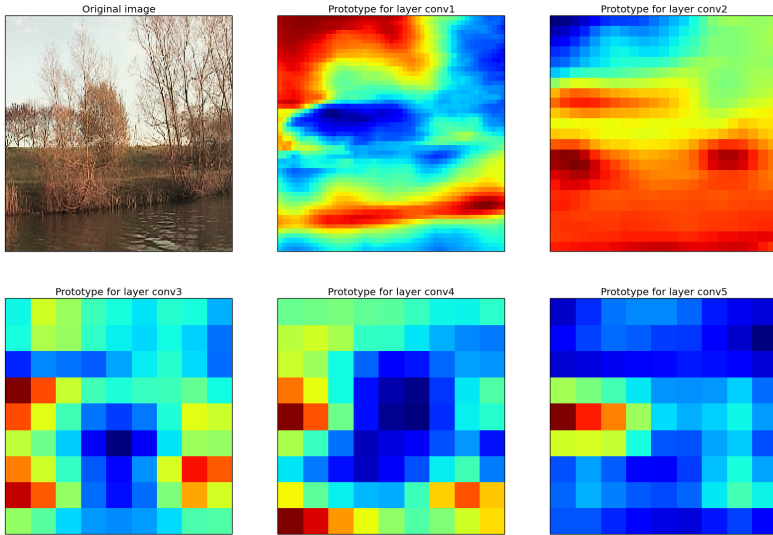 Original image
Prototype for layer conv1
Prototype for layer conv2
Prototype for layer conv3
Prototype for layer conv4
Prototype for layer conv5